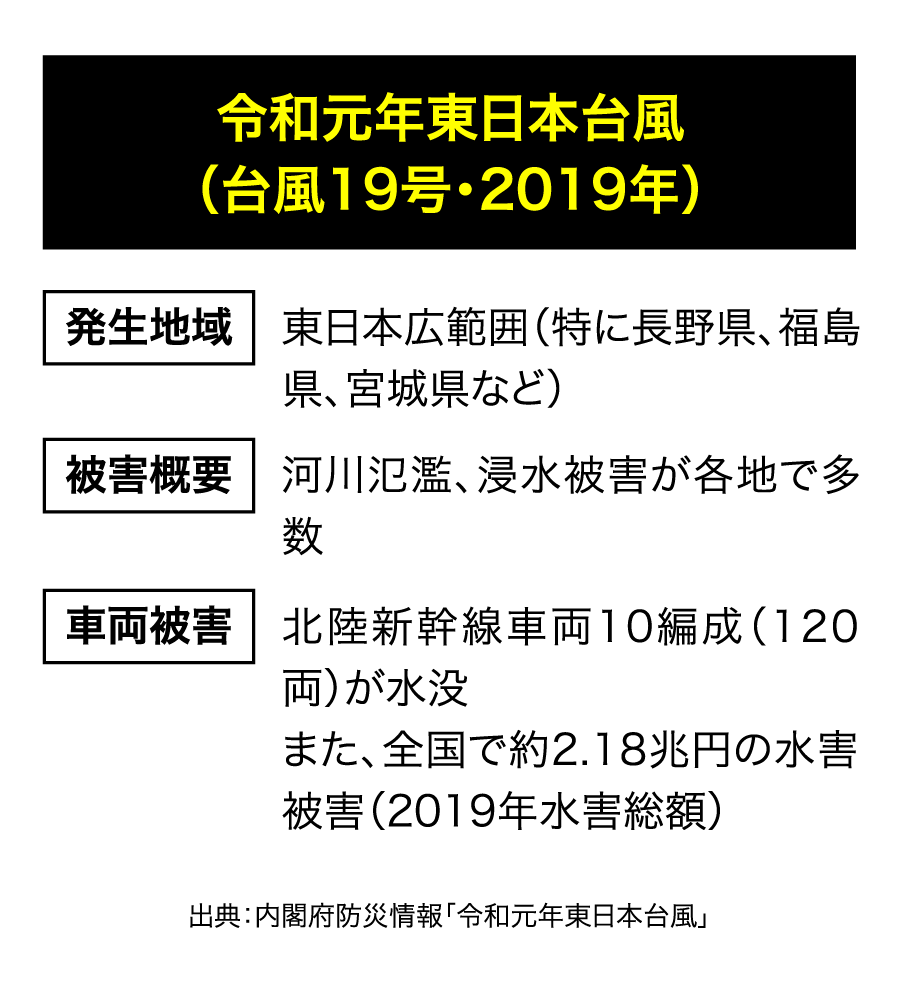 令和元年東日本台風
（台風19号・2019年）
発生地域
東日本広範囲（特に長野県、福島
県、宮城県など）
被害概要
河川氾濫、浸水被害が各地で多
数
車両被害
北陸新幹線車両10編成（120
両）が水没
また、全国で約2.18兆円の水害
被害（2019年水害総額）
出典：内閣府防災情報「令和元年東日本台風」